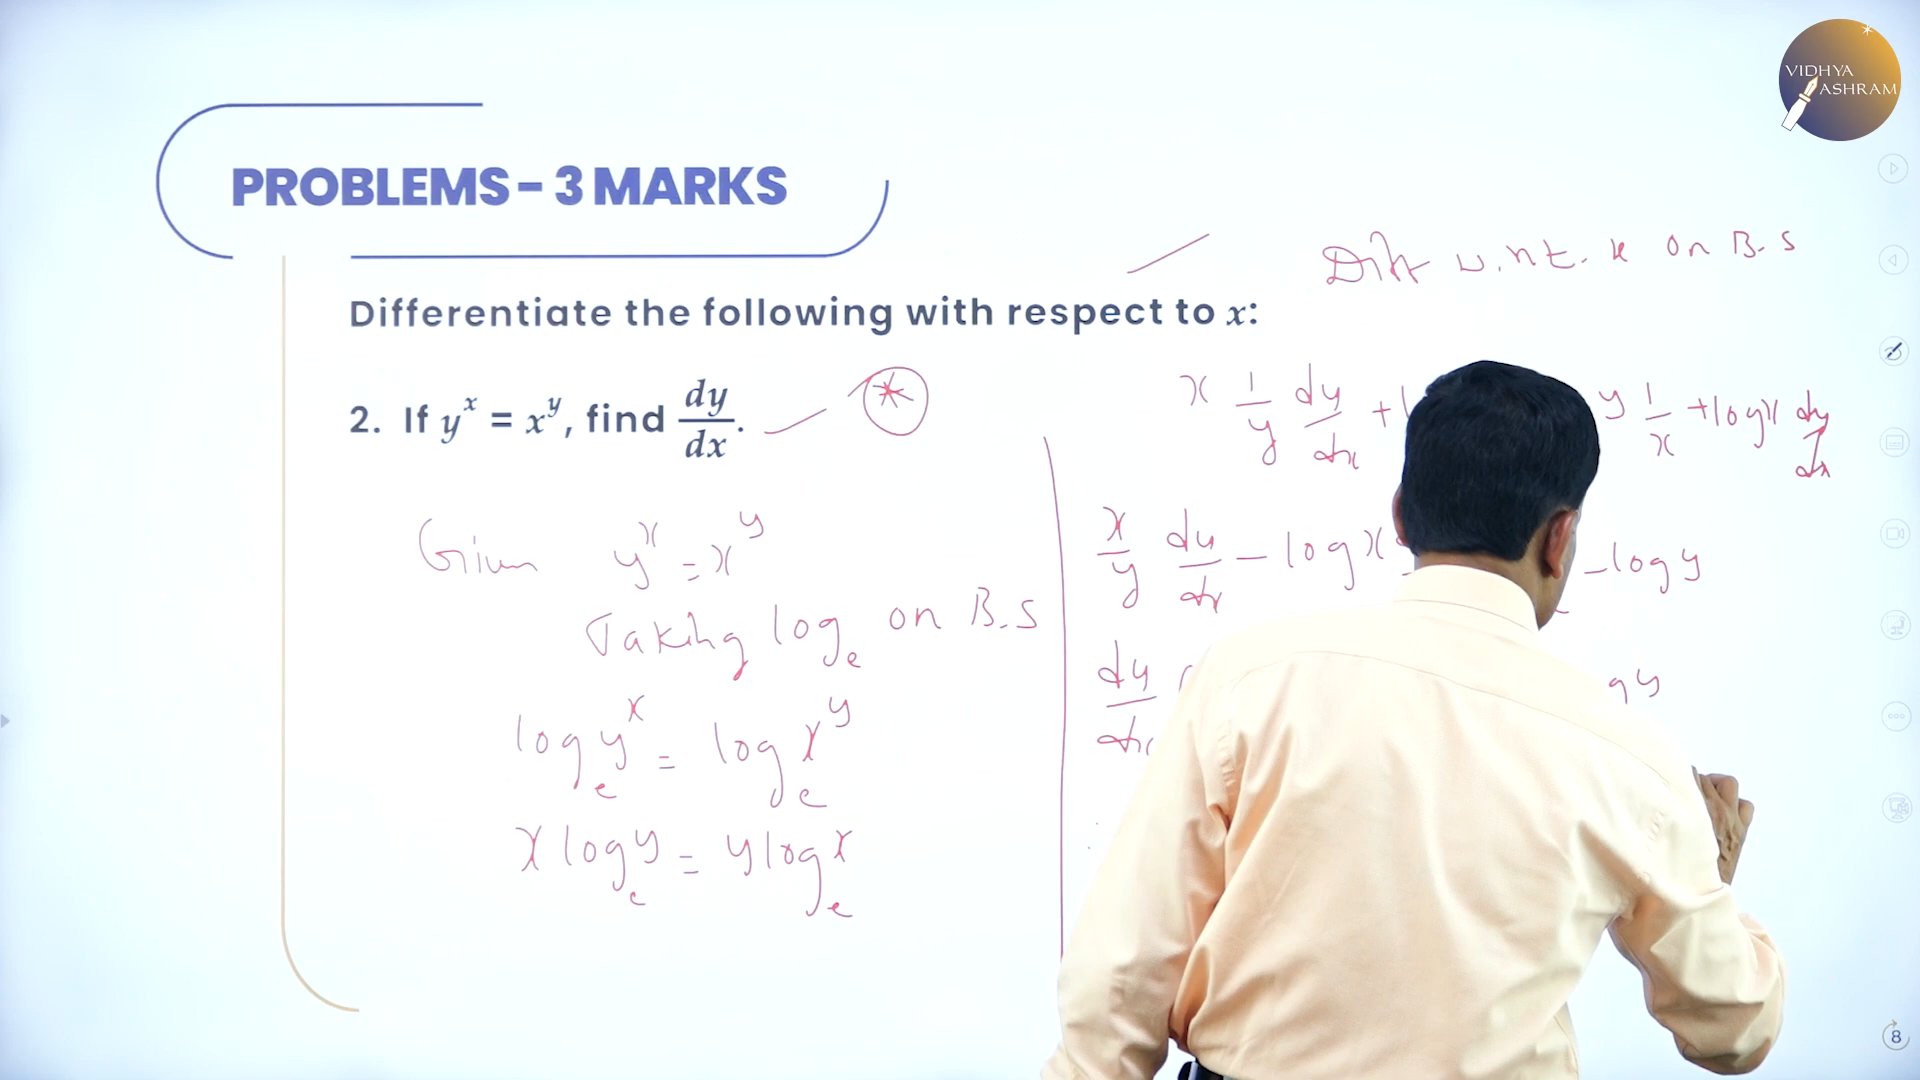 VIDHYA
ASHRAM
PROBLEMS - 3 MARKS
Differentiate the following with respect to x:
2. If y^x = x^y, find dy/dx.
Given y^x = x^y
Taking log_e on B.S
log_e y^x = log_e x^y
x log_e y = y log_e x
Diff w.r.t. x on B.S
x 1/y dy/dx + y 1/x + log x dy/dx
x/y dy/dx - log x - log y
dy/dx
8